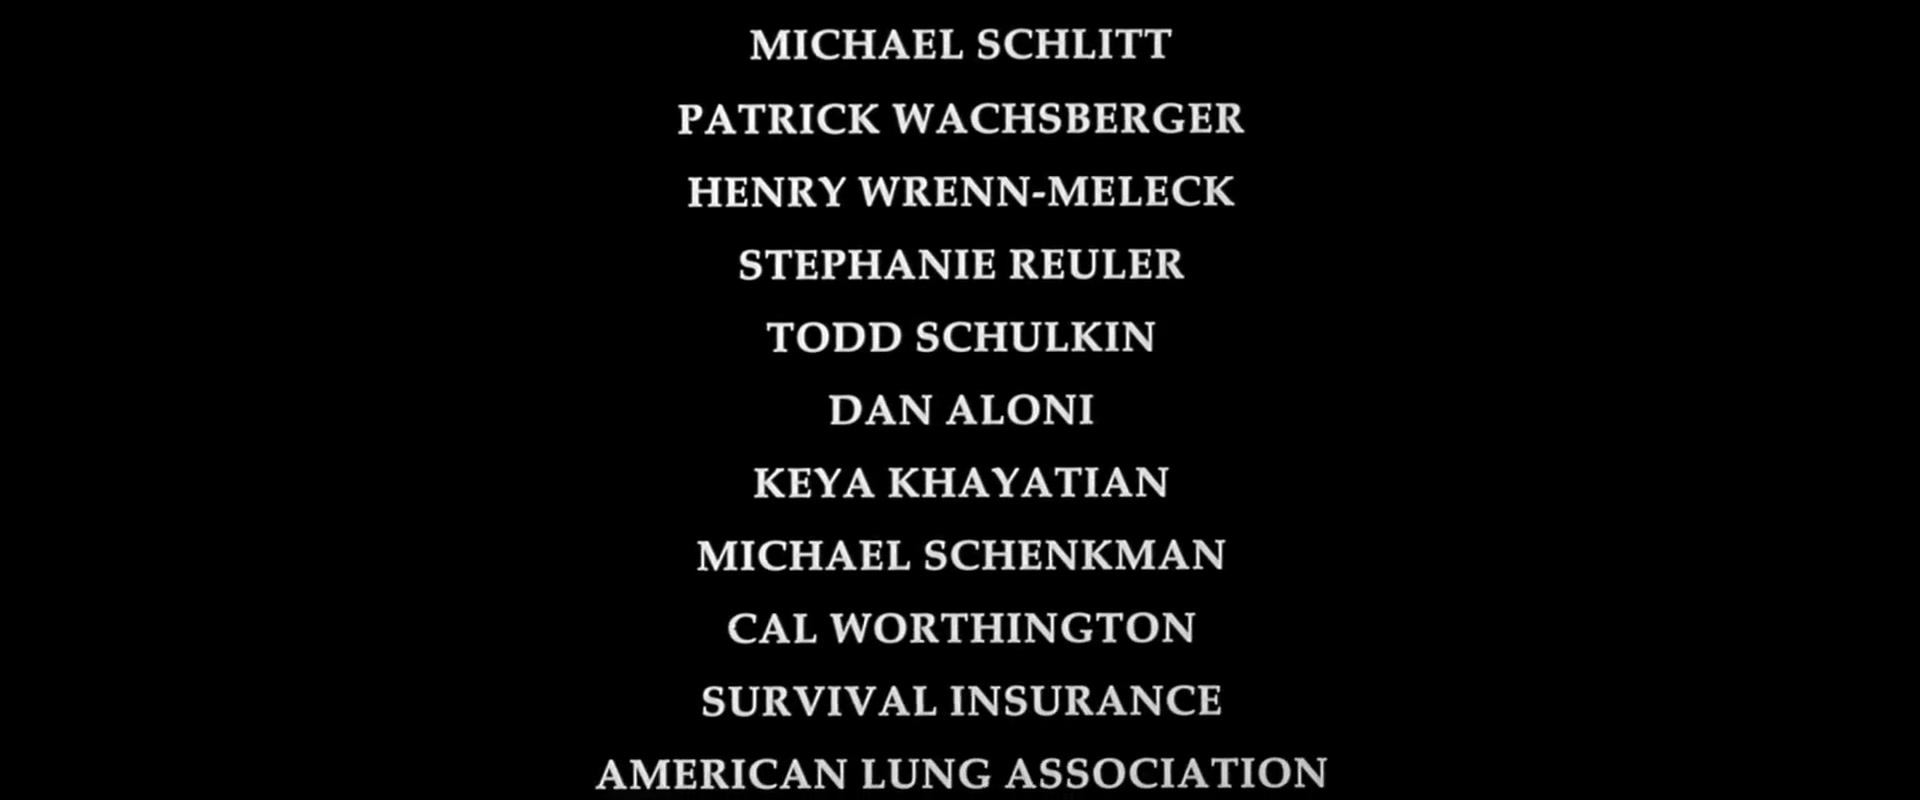 MICHAEL SCHLITT
PATRICK WACHSBERGER
HENRY WRENN-MELECK
STEPHANIE REULER
TODD SCHULKIN
DAN ALONI
KEYA KHAYATIAN
MICHAEL SCHENKMAN
CAL WORTHINGTON
SURVIVAL INSURANCE
AMERICAN LUNG ASSOCIATION